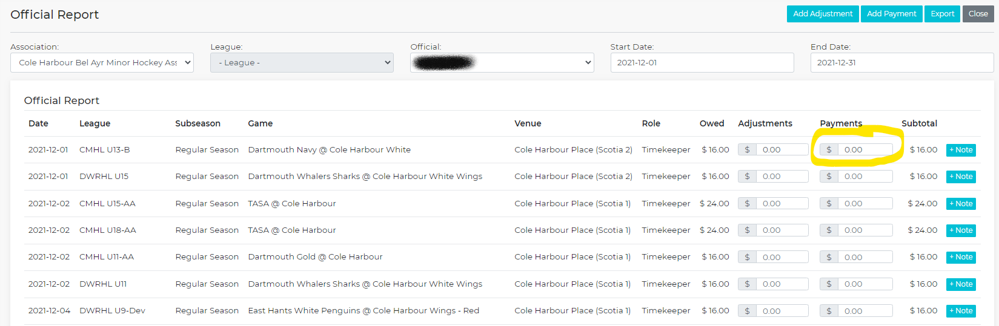 Official Report
Add Adjustment Add Payment Export Close
Association: League: Official: Start Date: End Date:
Cole Harbour Bel Ayr Minor Hockey Ass - League - 2021-12-01 2021-12-31
Official Report
Date League Subseason Game Venue Role Owed Adjustments Payments Subtotal
2021-12-01 CMHL U13-B Regular Season Dartmouth Navy @ Cole Harbour White Cole Harbour Place (Scotia 2) Timekeeper $ 16.00 $ 0.00 $ 0.00 $ 16.00 + Note
2021-12-01 DWRHL U15 Regular Season Dartmouth Whalers Sharks @ Cole Harbour White Wings Cole Harbour Place (Scotia 2) Timekeeper $ 16.00 $ 0.00 $ 0.00 $ 16.00 + Note
2021-12-02 CMHL U15-AA Regular Season TASA @ Cole Harbour Cole Harbour Place (Scotia 1) Timekeeper $ 24.00 $ 0.00 $ 0.00 $ 24.00 + Note
2021-12-02 CMHL U18-AA Regular Season TASA @ Cole Harbour Cole Harbour Place (Scotia 1) Timekeeper $ 24.00 $ 0.00 $ 0.00 $ 24.00 + Note
2021-12-02 CMHL U11-AA Regular Season Dartmouth Gold @ Cole Harbour Cole Harbour Place (Scotia 1) Timekeeper $ 16.00 $ 0.00 $ 0.00 $ 16.00 + Note
2021-12-02 DWRHL U11 Regular Season Dartmouth Whalers Sharks @ Cole Harbour White Wings Cole Harbour Place (Scotia 1) Timekeeper $ 16.00 $ 0.00 $ 0.00 $ 16.00 + Note
2021-12-04 DWRHL U9-Dev Regular Season East Hants White Penguins @ Cole Harbour Wings - Red Cole Harbour Place (Scotia 1) Timekeeper $ 16.00 $ 0.00 $ 0.00 $ 16.00 + Note